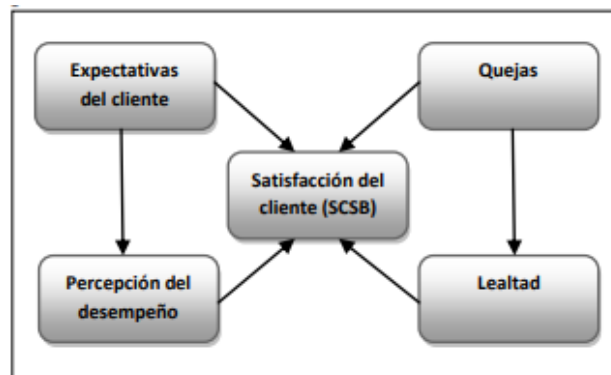 Expectativas
del cliente
Quejas
Satisfacción del
cliente (SCSB)
Percepción del
desempeño
Lealtad